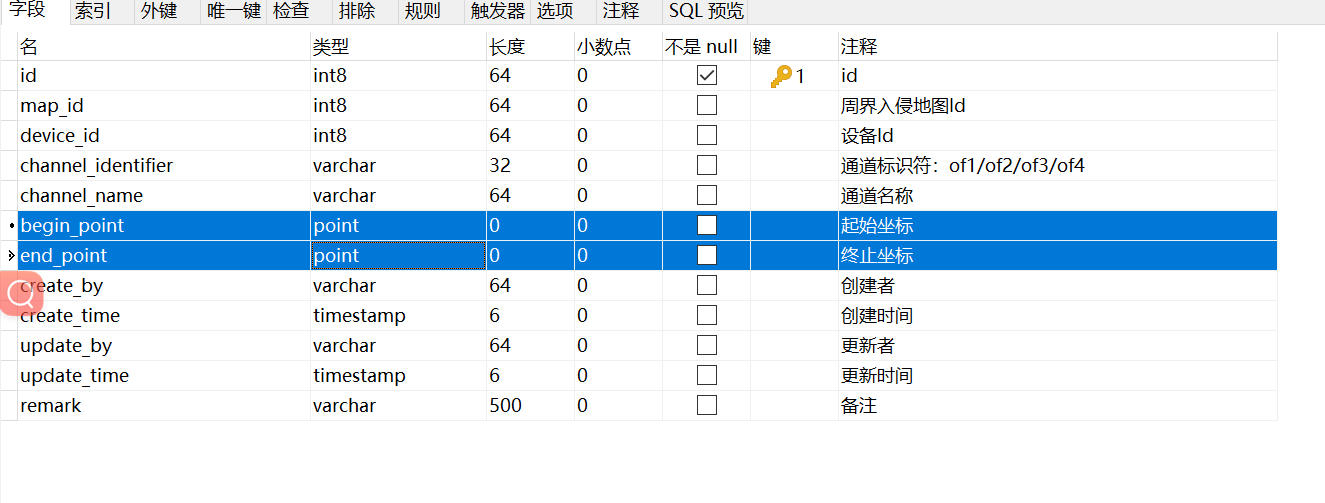 字段 索引 外键 唯一键 检查 排除 规则 触发器 选项 注释 SQL 预览
名 类型 长度 小数点 不是 null 键 注释
id int8 64 0 1 id
map_id int8 64 0 周界入侵地图Id
device_id int8 64 0 设备Id
channel_identifier varchar 32 0 通道标识符：of1/of2/of3/of4
channel_name varchar 64 0 通道名称
begin_point point 0 0 起始坐标
end_point point 0 0 终止坐标
create_by varchar 64 0 创建者
create_time timestamp 6 0 创建时间
update_by varchar 64 0 更新者
update_time timestamp 6 0 更新时间
remark varchar 500 0 备注